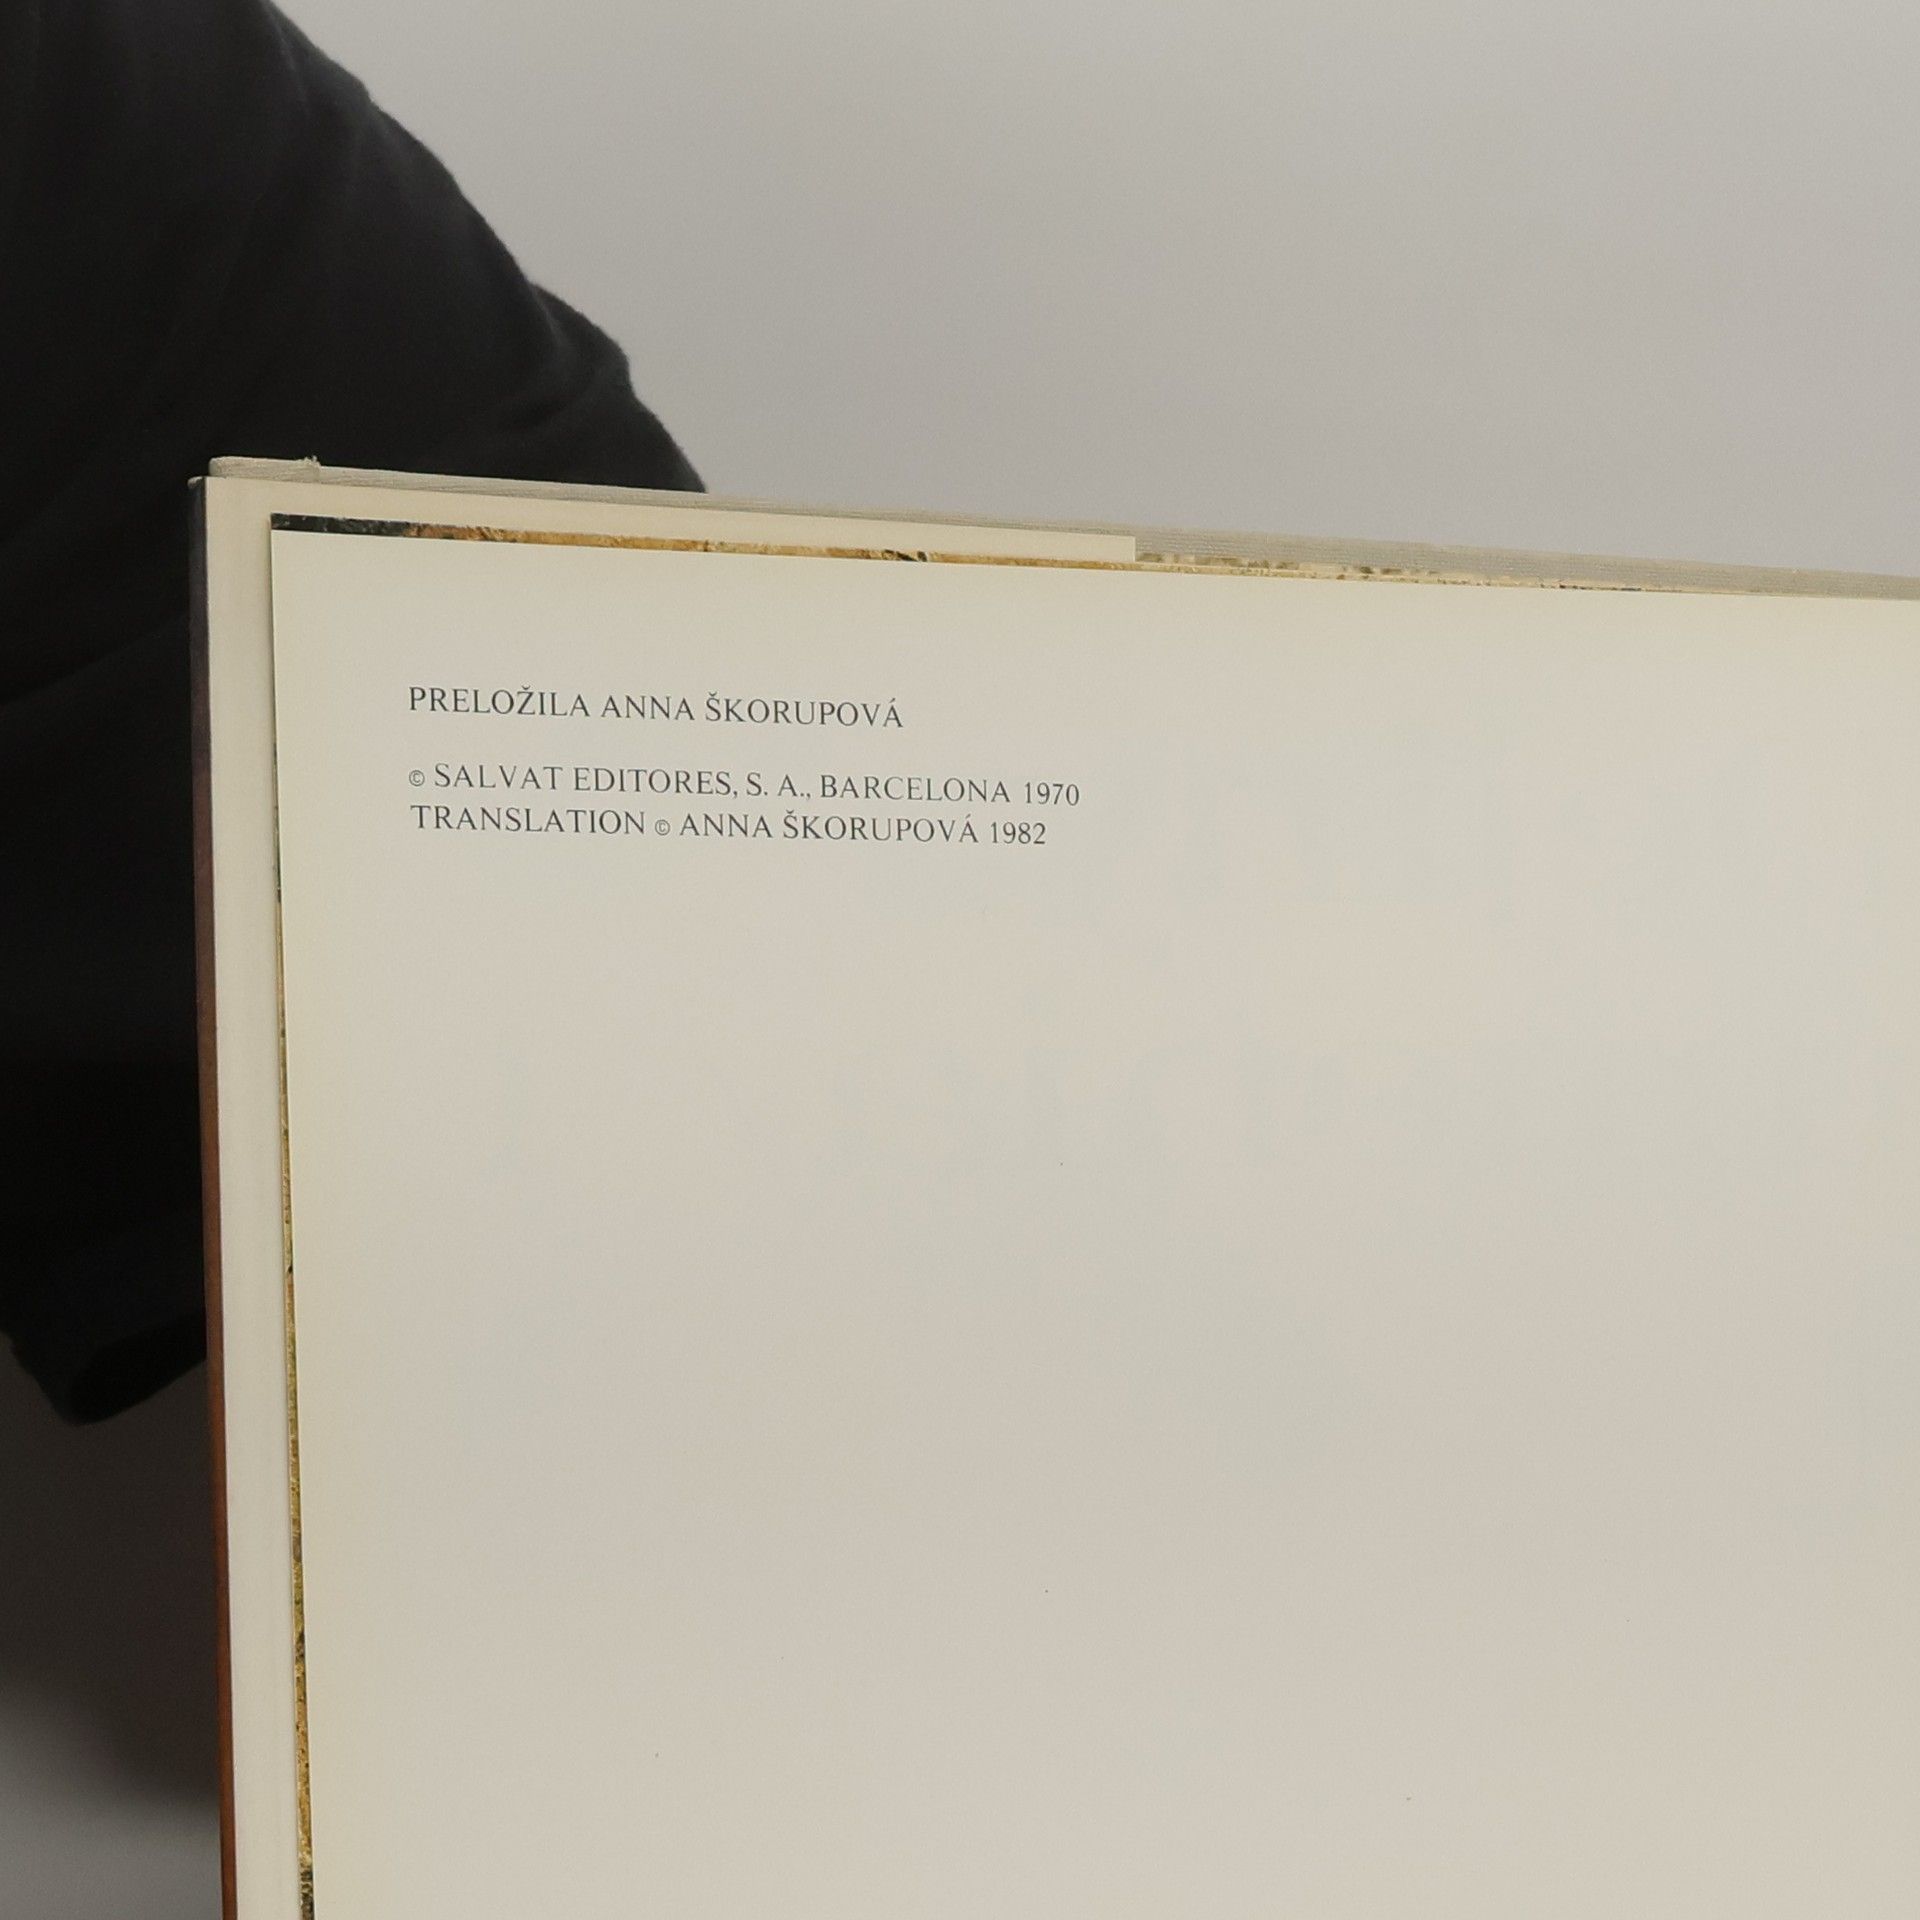 PRELOŽILA ANNA ŠKORUPOVÁ
© SALVAT EDITORES, S. A., BARCELONA 1970
TRANSLATION © ANNA ŠKORUPOVÁ 1982